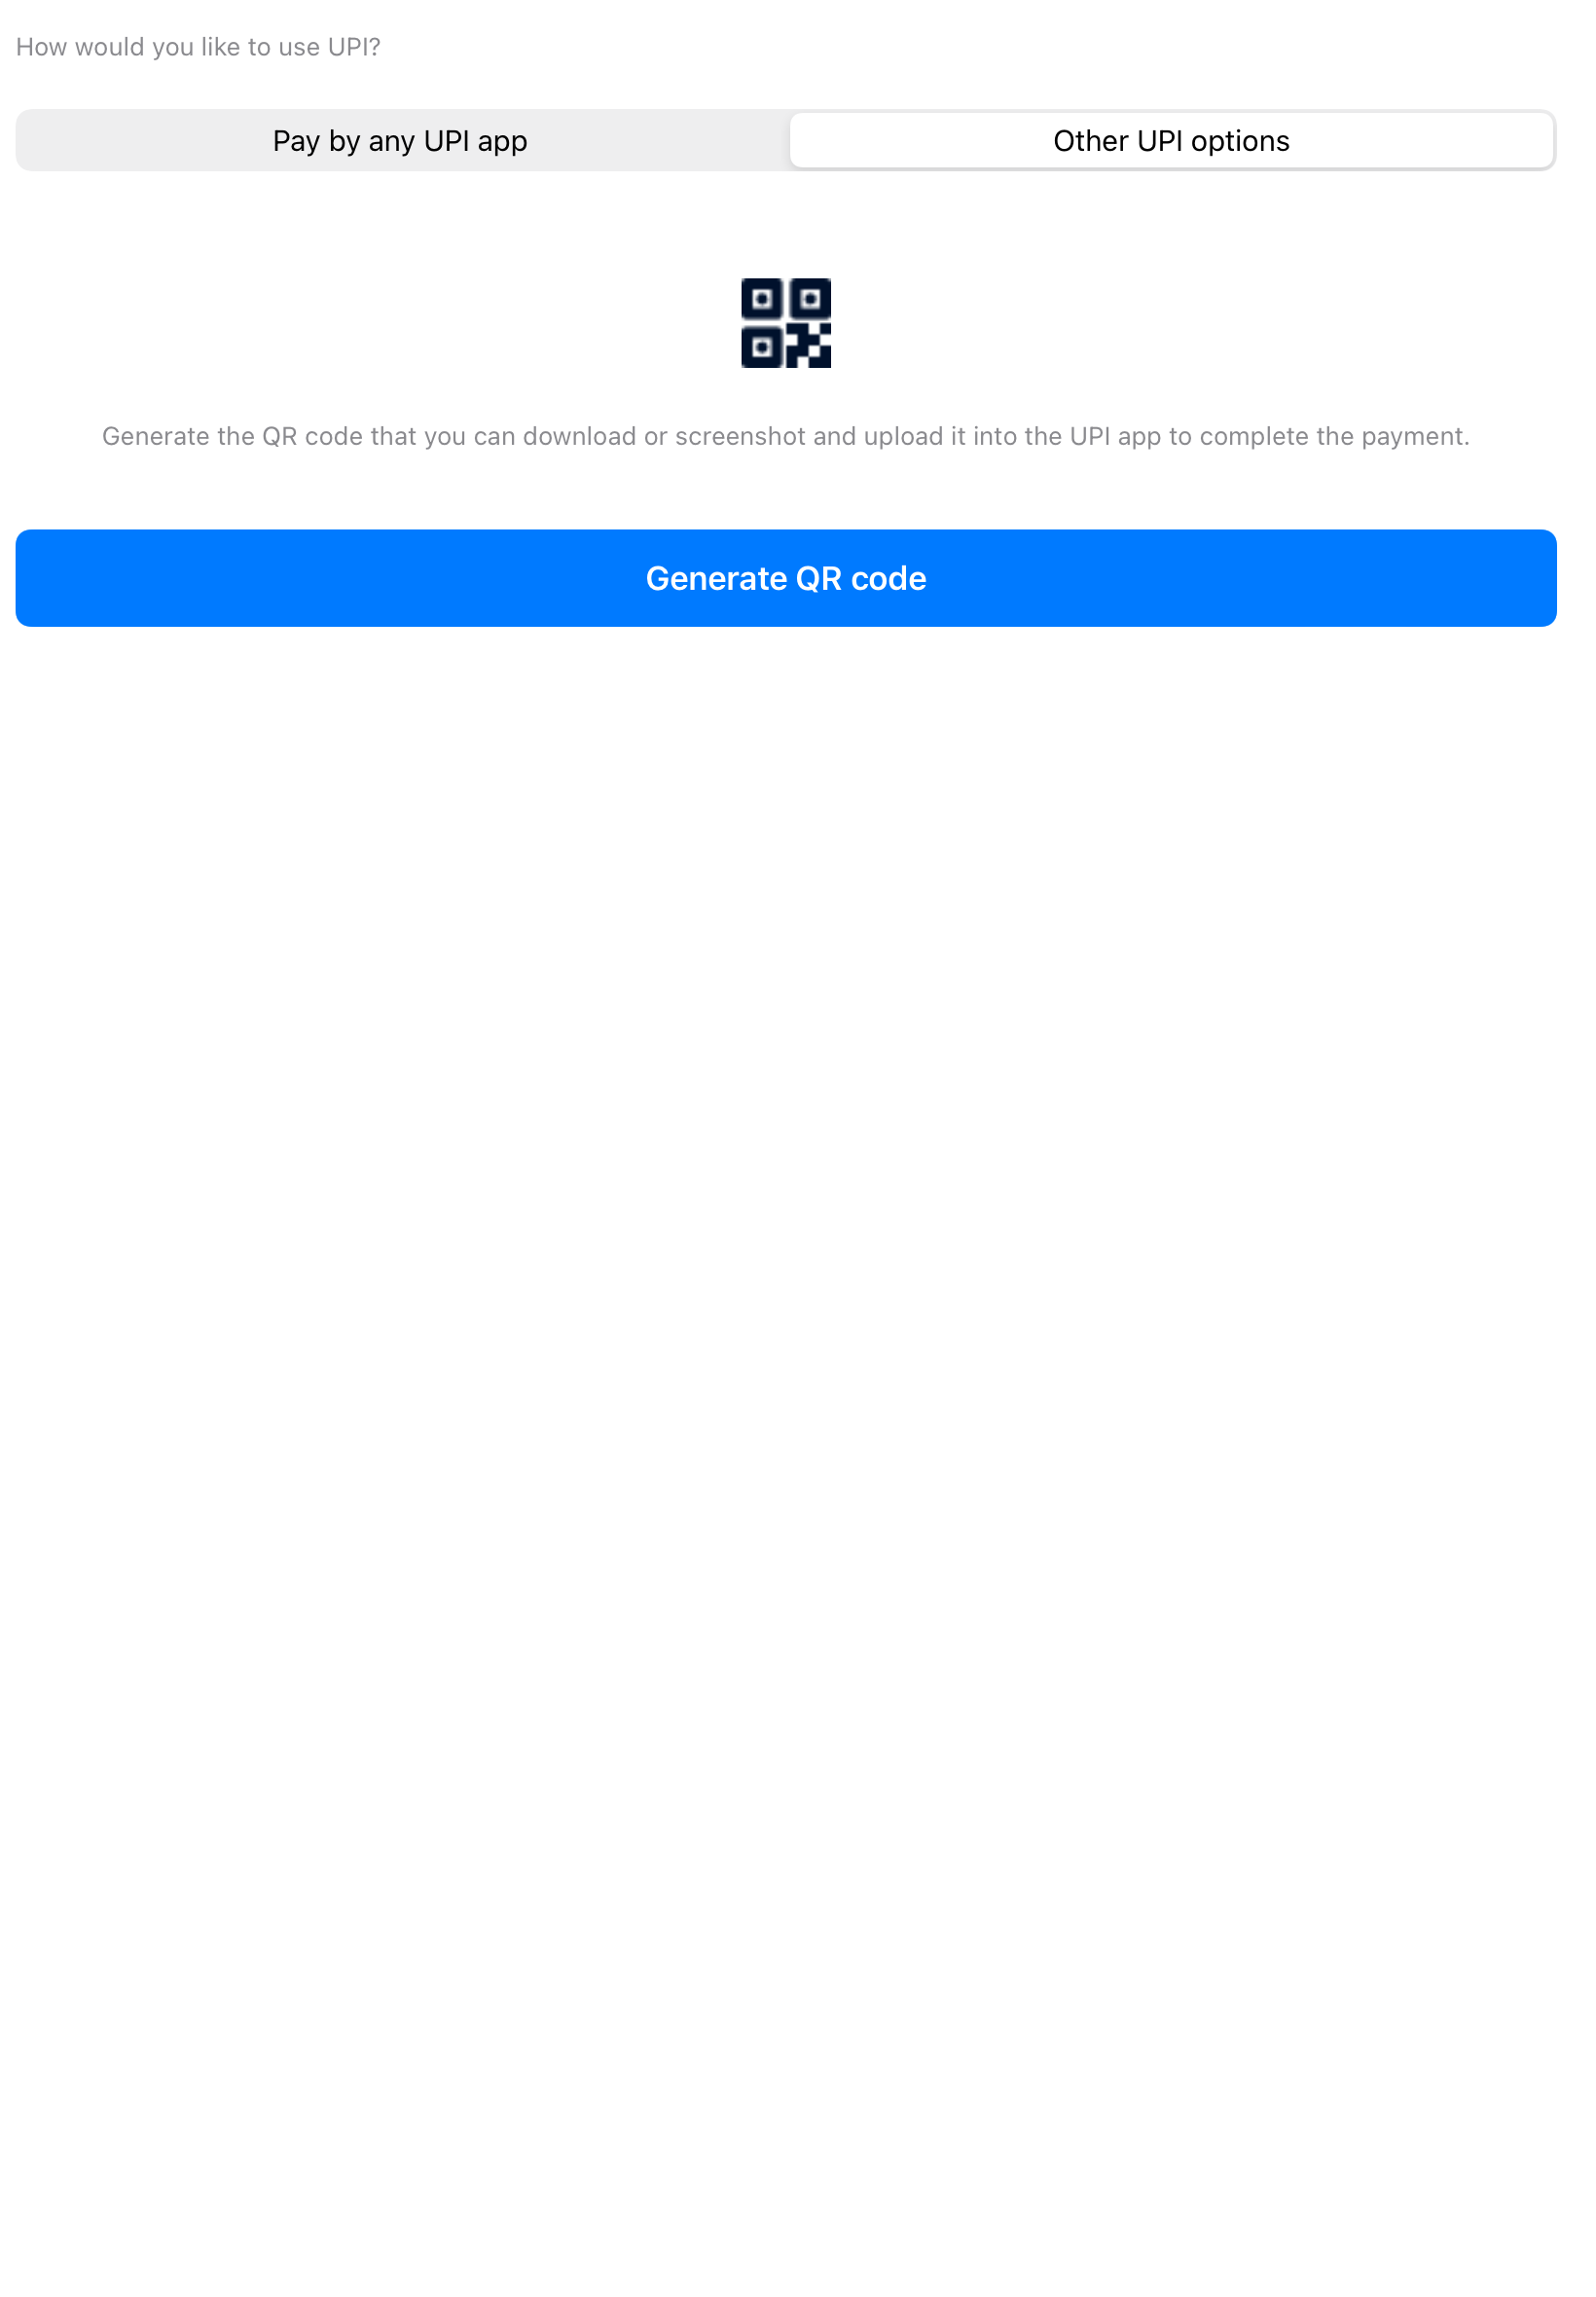 How would you like to use UPI?
Pay by any UPI app
Other UPI options
Generate the QR code that you can download or screenshot and upload it into the UPI app to complete the payment.
Generate QR code